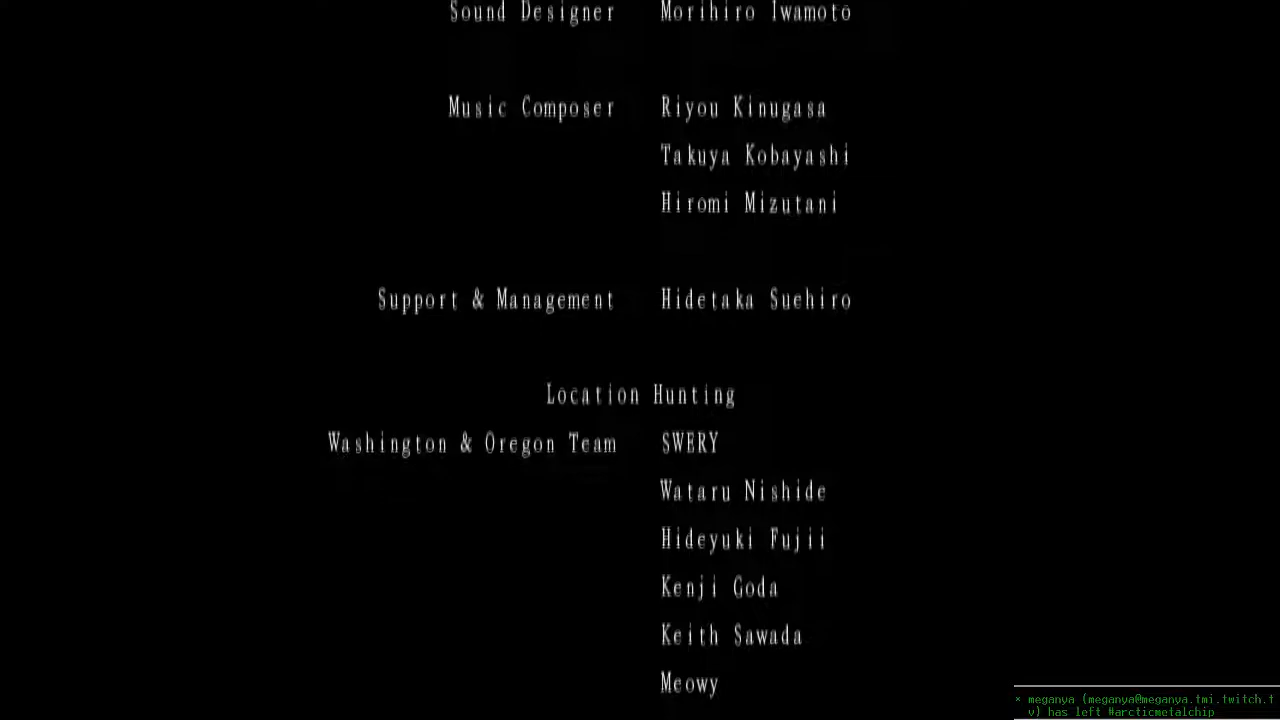 Sound Designer Morihiro Iwamoto
Music Composer Riyou Kinugasa
Takuya Kobayashi
Hiromi Mizutani
Support & Management Hidetaka Suehiro
Location Hunting
Washington & Oregon Team SWERY
Wataru Nishide
Hideyuki Fujii
Kenji Goda
Keith Sawada
Meowy
× meganya (meganya@meganya.tmi.twitch.t
v) has left #arcticmetalchip